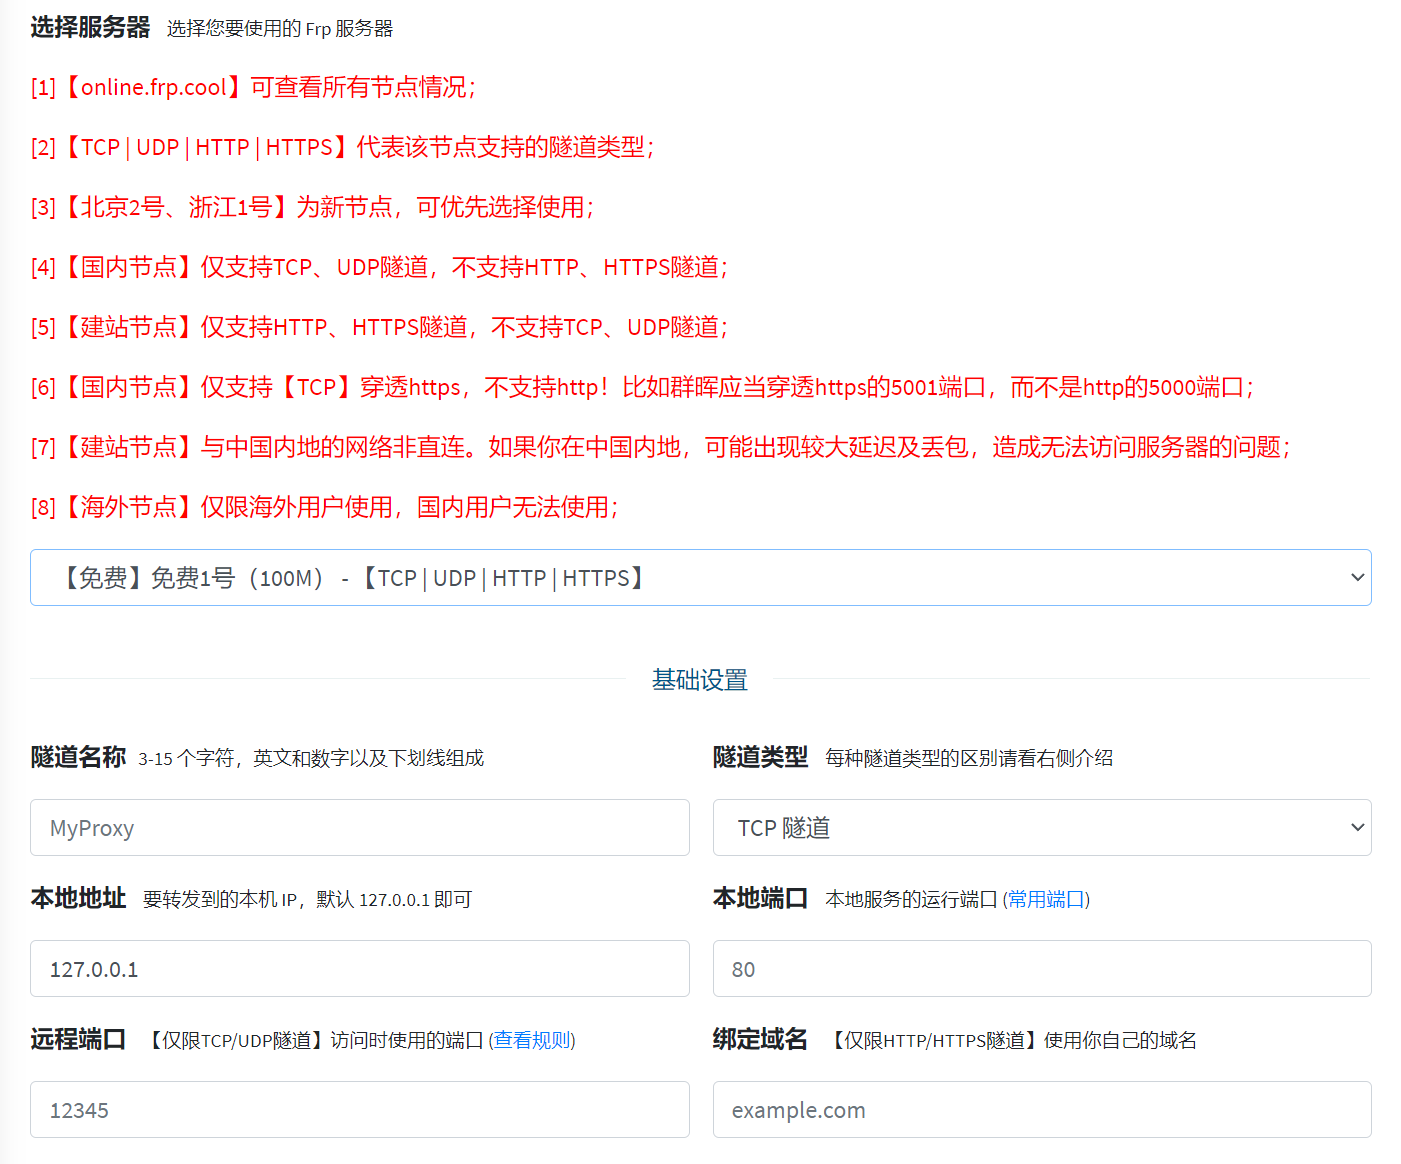 选择服务器 选择您要使用的 Frp 服务器
[1]【online.frp.cool】可查看所有节点情况；
[2]【TCP | UDP | HTTP | HTTPS】代表该节点支持的隧道类型；
[3]【北京2号、浙江1号】为新节点，可优先选择使用；
[4]【国内节点】仅支持TCP、UDP隧道，不支持HTTP、HTTPS隧道；
[5]【建站节点】仅支持HTTP、HTTPS隧道，不支持TCP、UDP隧道；
[6]【国内节点】仅支持【TCP】穿透https，不支持http！比如群晖应当穿透https的5001端口，而不是http的5000端口；
[7]【建站节点】与中国内地的网络非直连。如果你在中国内地，可能出现较大延迟及丢包，造成无法访问服务器的问题；
[8]【海外节点】仅限海外用户使用，国内用户无法使用；
【免费】免费1号（100M） - 【TCP | UDP | HTTP | HTTPS】
基础设置
隧道名称 3-15 个字符，英文和数字以及下划线组成
隧道类型 每种隧道类型的区别请看右侧介绍
MyProxy
TCP 隧道
本地地址 要转发到的本机 IP，默认 127.0.0.1 即可
本地端口 本地服务的运行端口 (常用端口)
127.0.0.1
80
远程端口 【仅限TCP/UDP隧道】访问时使用的端口 (查看规则)
绑定域名 【仅限HTTP/HTTPS隧道】使用你自己的域名
12345
example.com